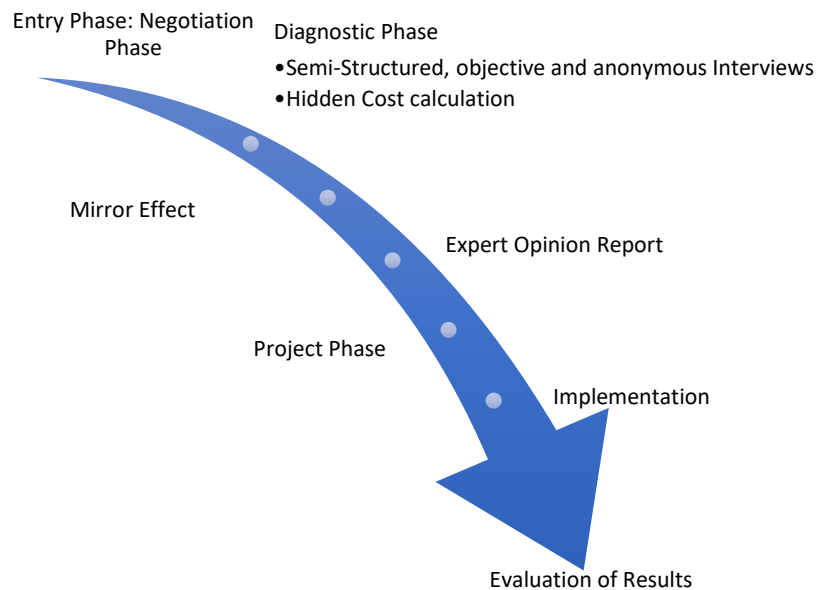 Entry Phase: Negotiation
Phase
Diagnostic Phase
•Semi-Structured, objective and anonymous Interviews
•Hidden Cost calculation
Mirror Effect
Expert Opinion Report
Project Phase
Implementation
Evaluation of Results